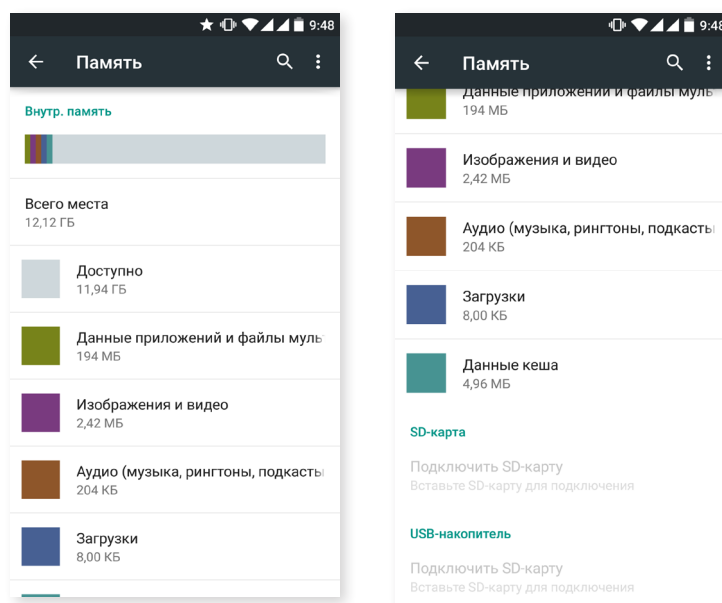 9:48
Память
Внутр. память
Всего места
12,12 ГБ
Доступно
11,94 ГБ
Данные приложений и файлы муль
194 МБ
Изображения и видео
2,42 МБ
Аудио (музыка, рингтоны, подкасты
204 КБ
Загрузки
8,00 КБ
9:48
Память
Данные приложений и файлы муль
194 МБ
Изображения и видео
2,42 МБ
Аудио (музыка, рингтоны, подкасты
204 КБ
Загрузки
8,00 КБ
Данные кеша
4,96 МБ
SD-карта
Подключить SD-карту
Вставьте SD-карту для подключения
USB-накопитель
Подключить SD-карту
Вставьте SD-карту для подключения